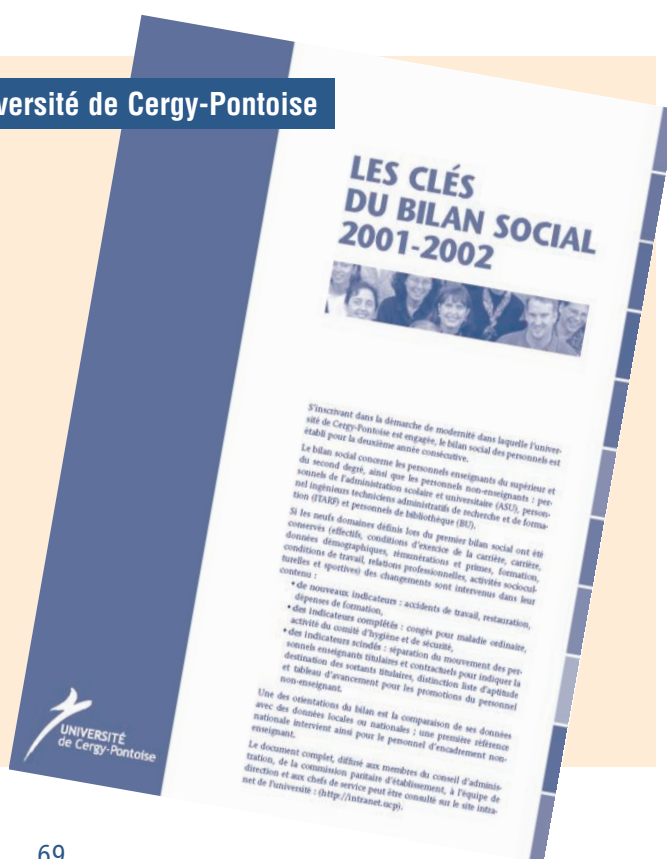 versité de Cergy-Pontoise
LES CLÉS
DU BILAN SOCIAL
2001-2002
S'inscrivant dans la démarche de modernité dans laquelle l'univer-
sité de Cergy-Pontoise est engagée, le bilan social des personnels est
établi pour la deuxième année consécutive.
Le bilan social concerne les personnels enseignants du supérieur et
du second degré, ainsi que les personnels non-enseignants : per-
sonnels de l'administration scolaire et universitaire (ASU), person-
nel ingénieurs techniciens administratifs de recherche et de forma-
tion (ITARF) et personnels de bibliothèque (BU).
Si les neufs domaines définis lors du premier bilan social ont été
conservés (effectifs, conditions d'exercice de la carrière, carrière,
données démographiques, rémunérations et primes, formation,
conditions de travail, relations professionnelles, activités sociocul-
turelles et sportives) des changements sont intervenus dans leur
contenu :
• de nouveaux indicateurs : accidents de travail, restauration,
dépenses de formation,
• des indicateurs complétés : congés pour maladie ordinaire,
activité du comité d'hygiène et de sécurité,
• des indicateurs scindés : séparation du mouvement des per-
sonnels enseignants titulaires et contractuels pour indiquer la
destination des sortants titulaires, distinction liste d'aptitude
et tableau d'avancement pour les promotions du personnel
non-enseignant.
Une des orientations du bilan est la comparaison de ses données
avec des données locales ou nationales ; une première référence
nationale intervient ainsi pour le personnel d'encadrement non-
enseignant.
Le document complet, diffusé aux membres du conseil d'adminis-
tration, de la commission paritaire d'établissement, à l'équipe de
direction et aux chefs de service peut être consulté sur le site intra-
net de l'université : (http://intranet.ucp).
UNIVERSITÉ
de Cergy-Pontoise
69